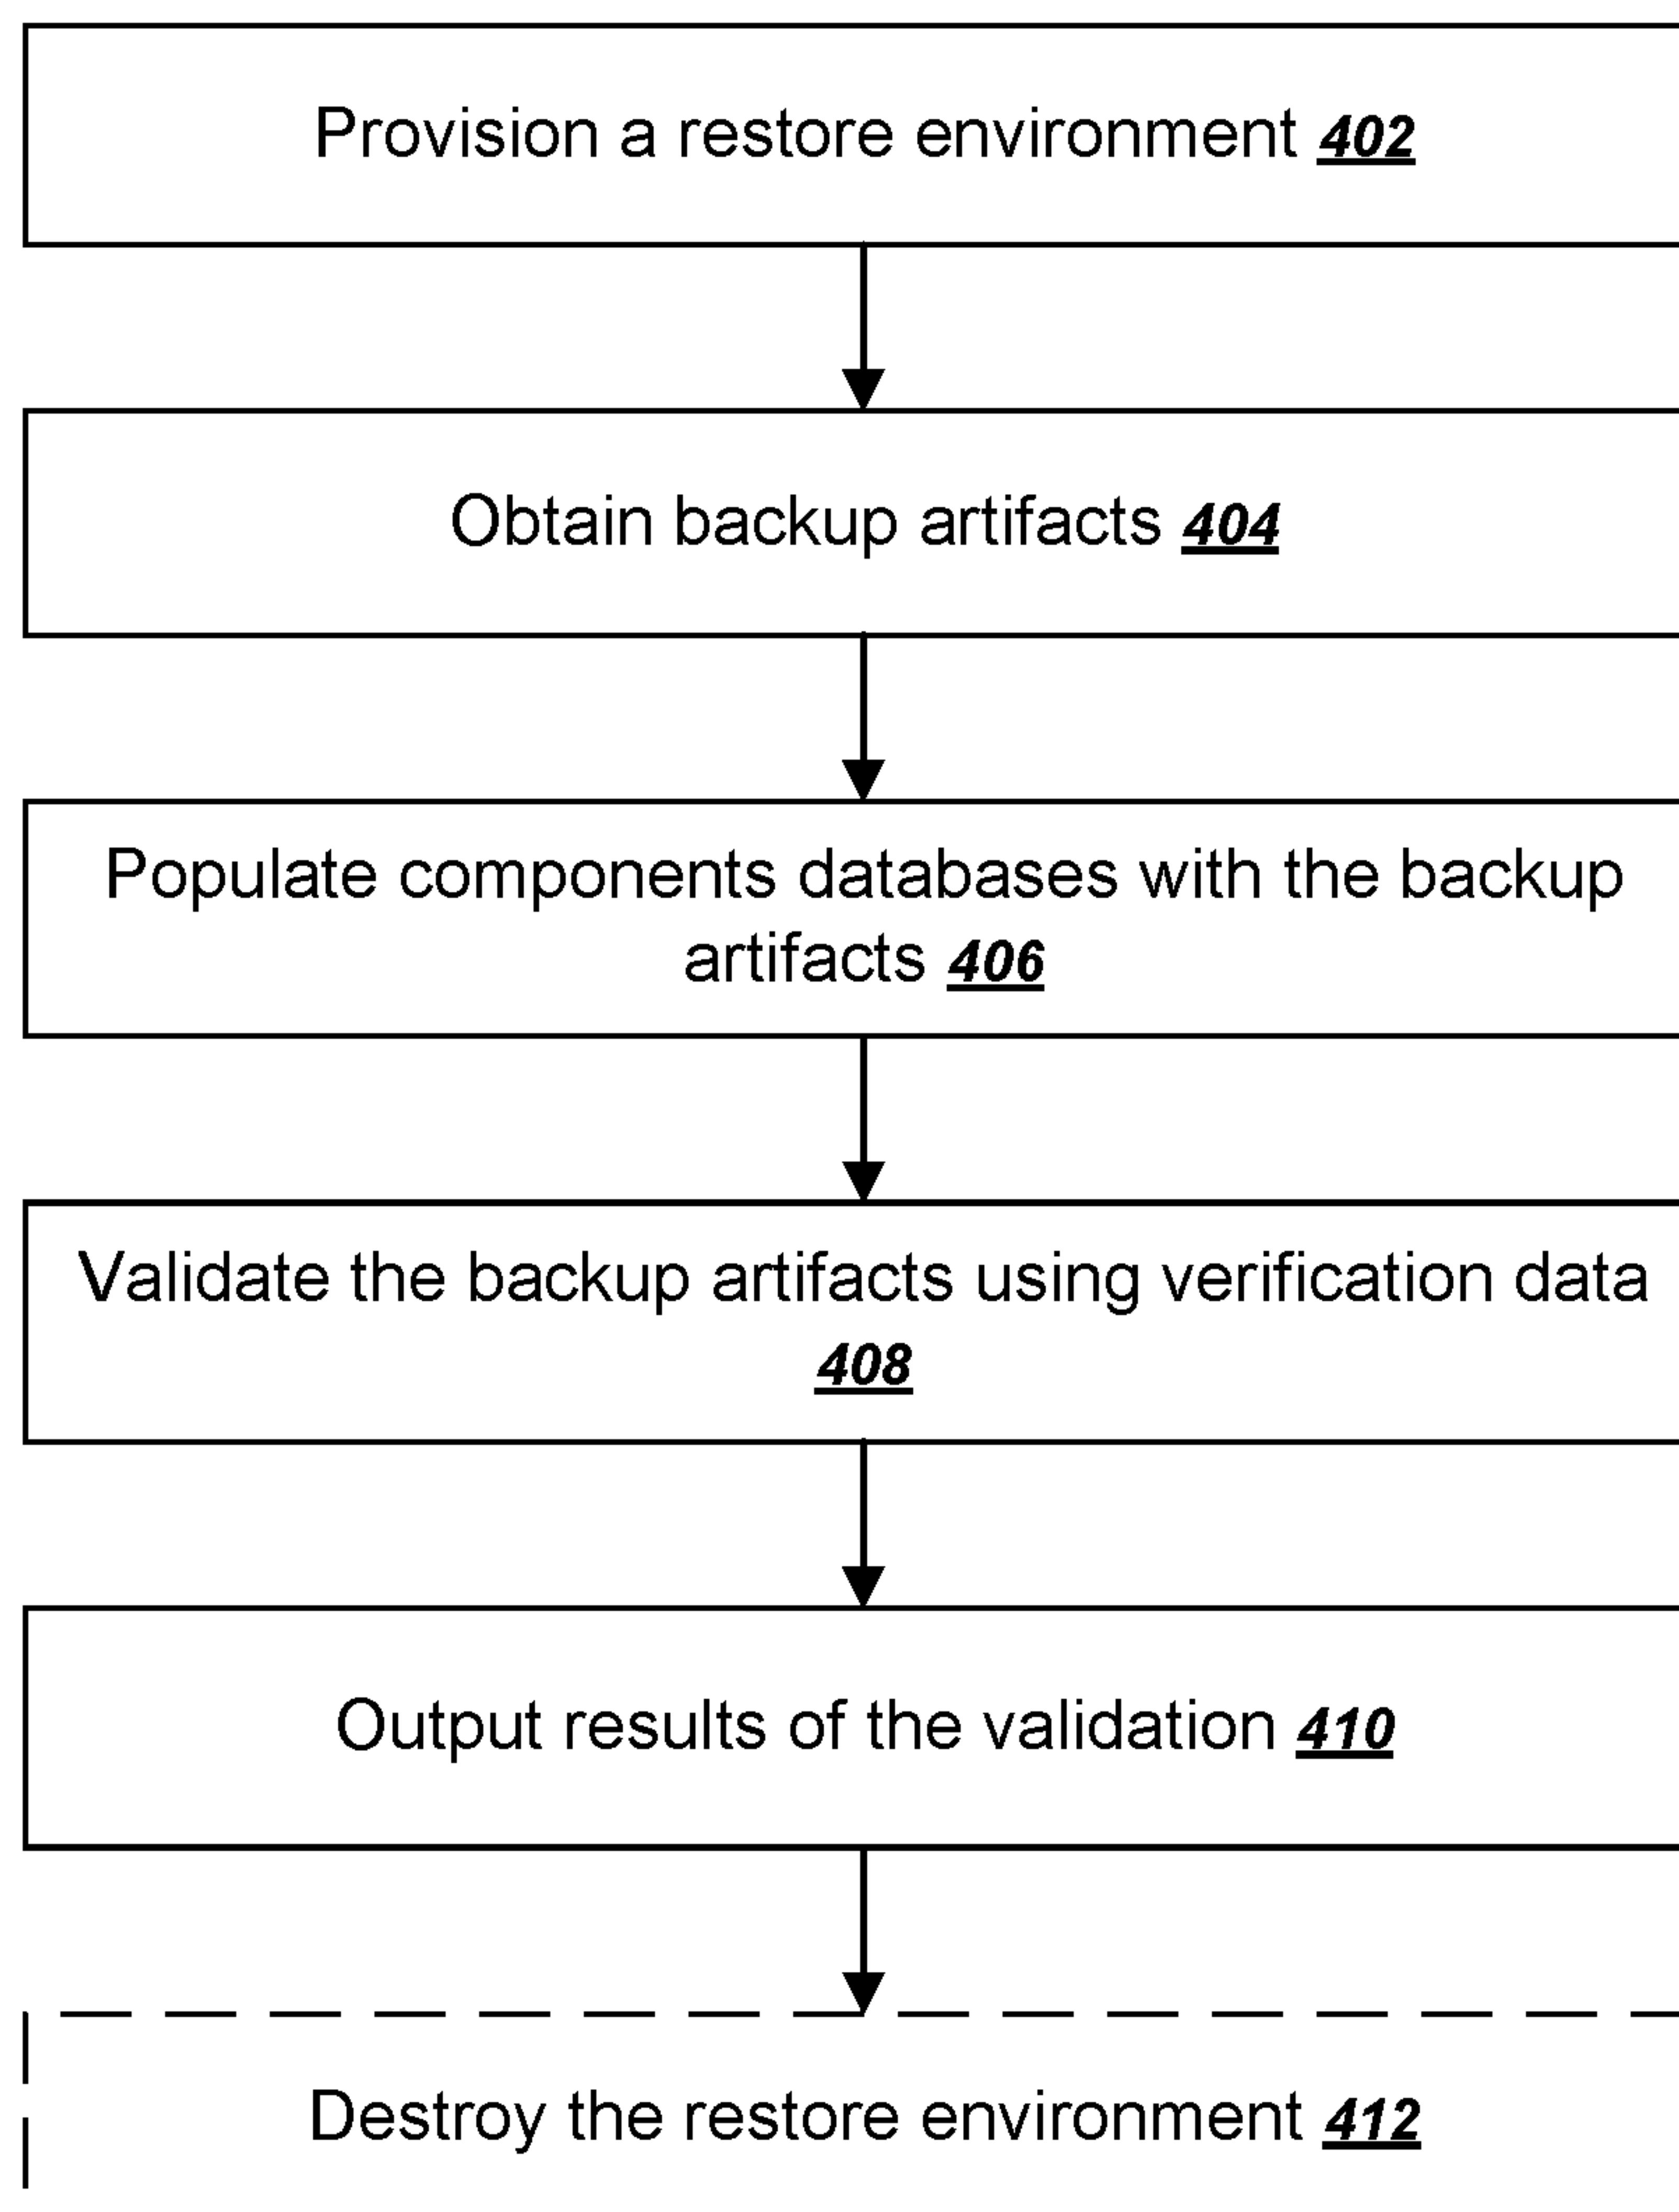 Provision a restore environment 402
Obtain backup artifacts 404
Populate components databases with the backup
artifacts 406
Validate the backup artifacts using verification data
408
Output results of the validation 410
Destroy the restore environment 412